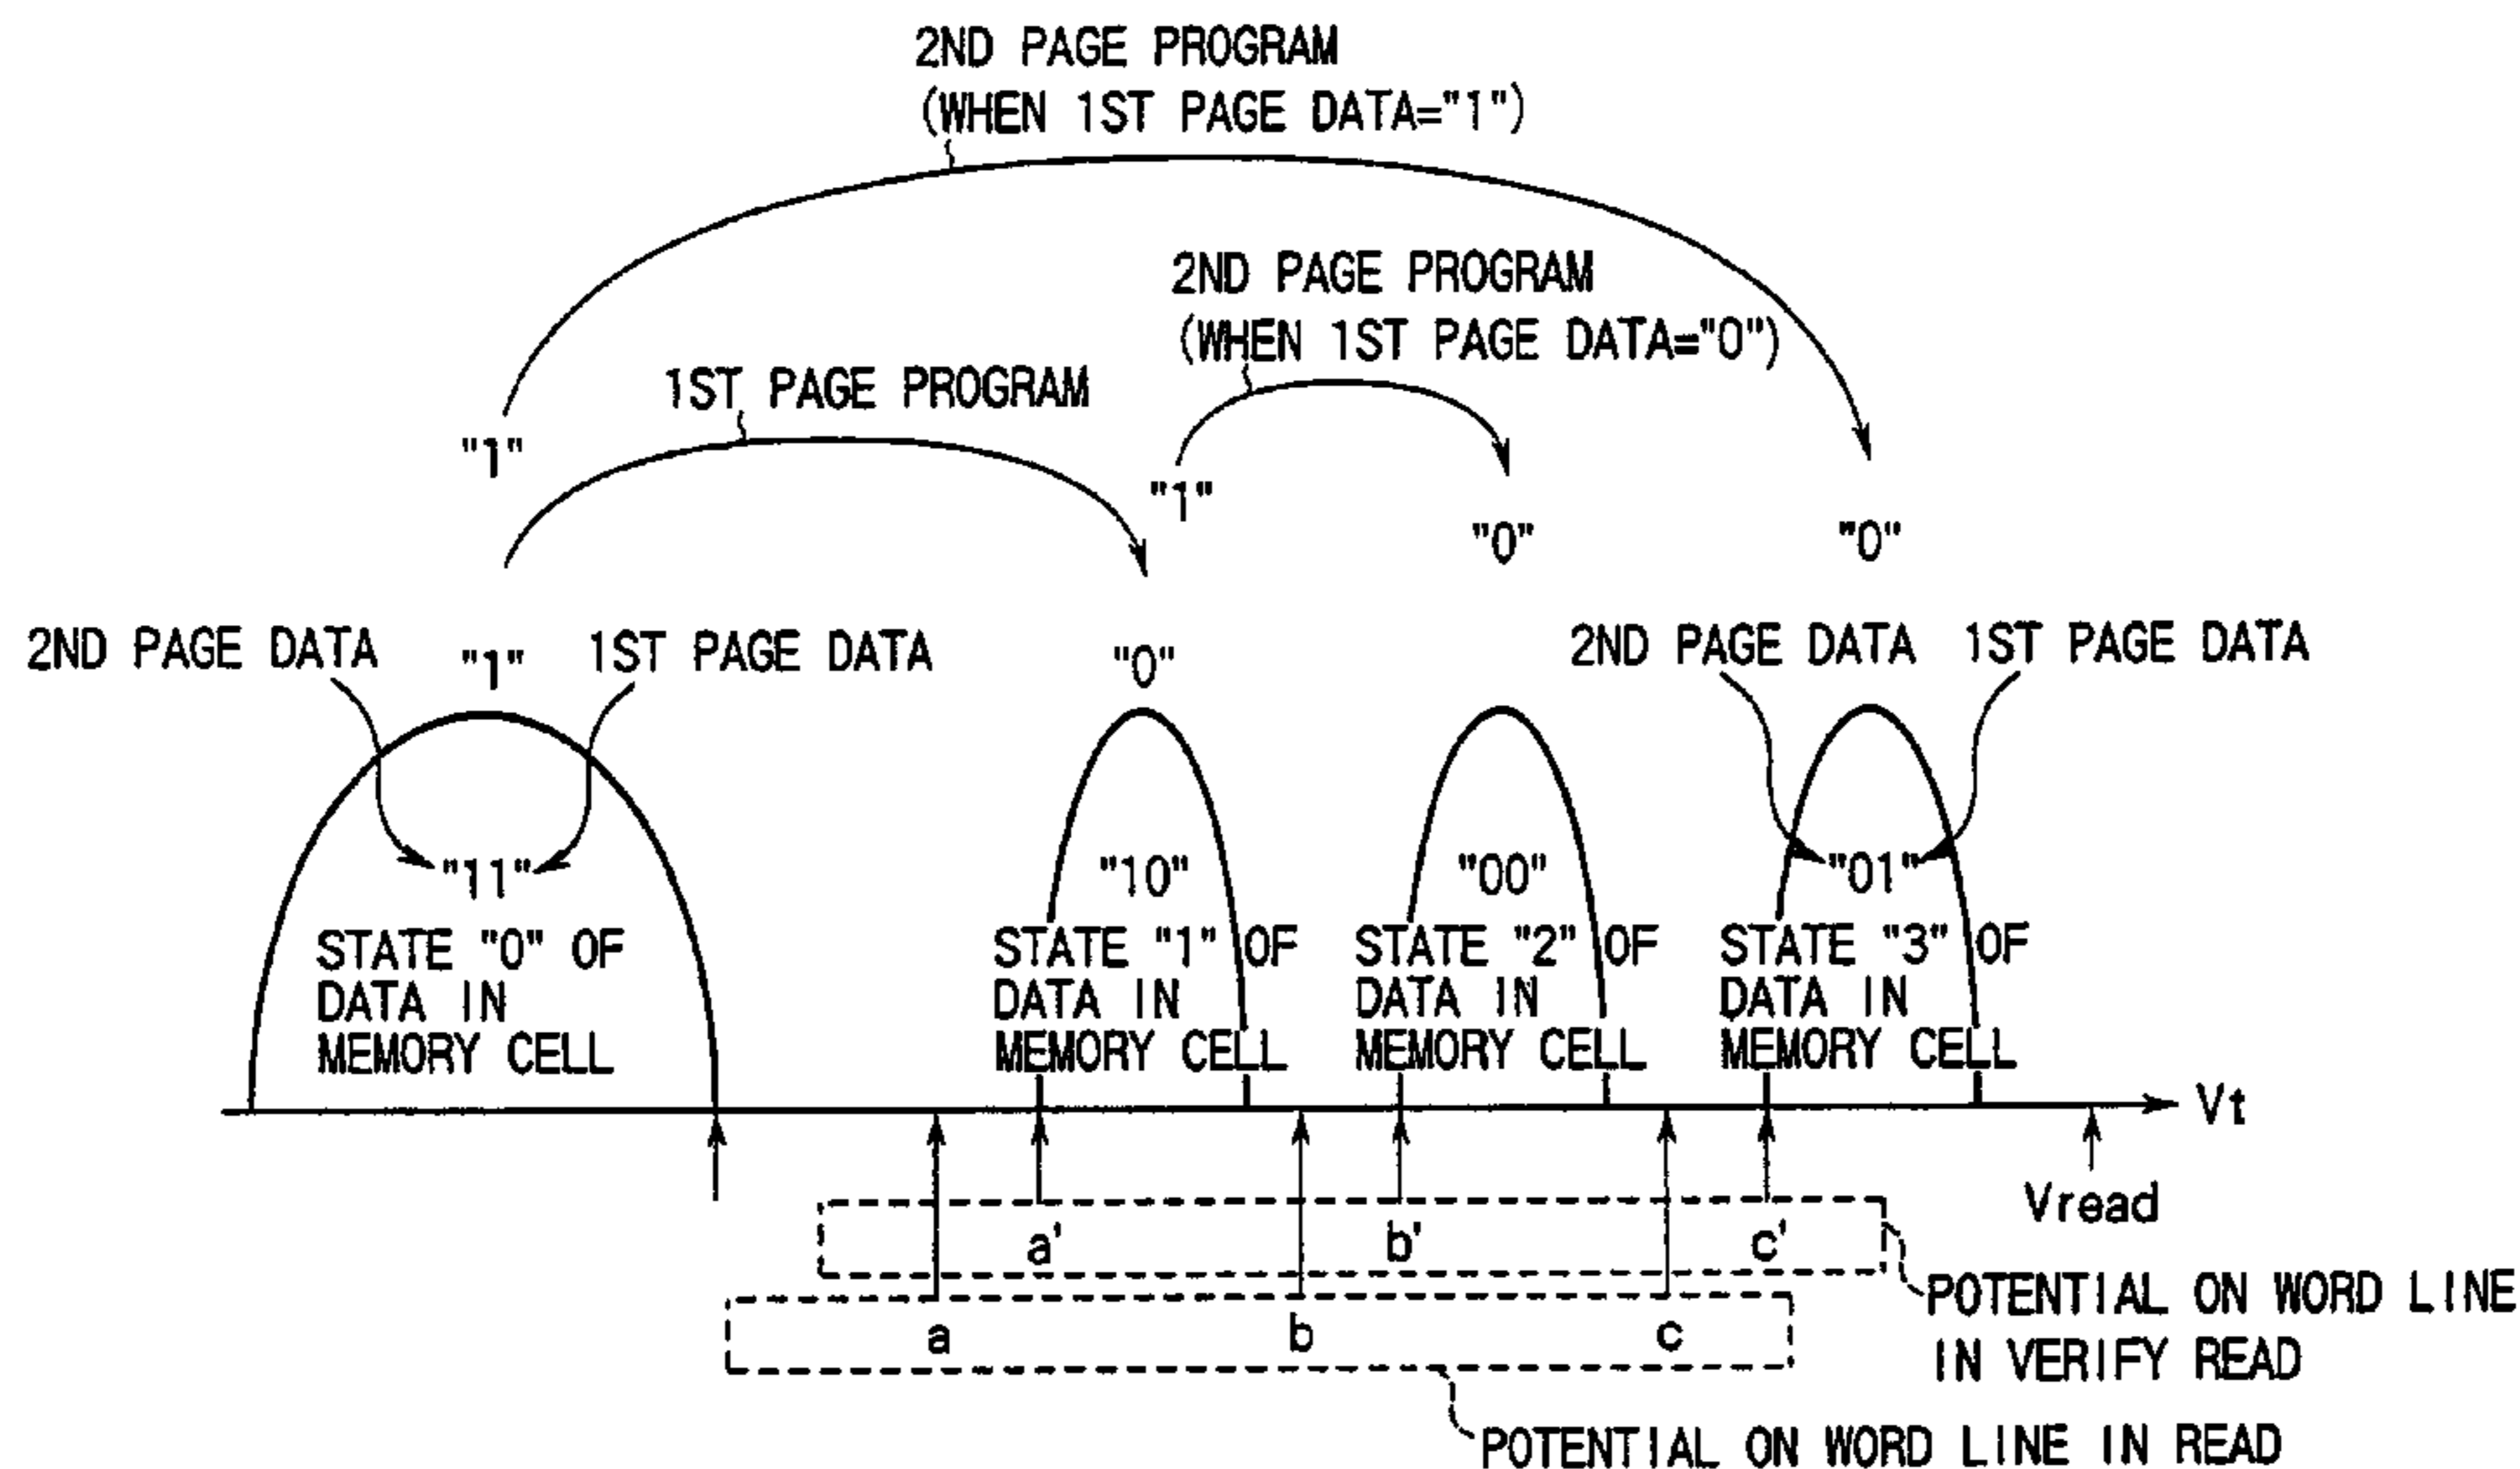 2ND PAGE PROGRAM
(WHEN 1ST PAGE DATA="1")
2ND PAGE PROGRAM
(WHEN 1ST PAGE DATA="0")
1ST PAGE PROGRAM
"1"
"1"
"0"
"0"
2ND PAGE DATA
"1"
1ST PAGE DATA
"0"
2ND PAGE DATA
1ST PAGE DATA
"11"
STATE "0" OF
DATA IN
MEMORY CELL
"10"
STATE "1" OF
DATA IN
MEMORY CELL
"00"
STATE "2" OF
DATA IN
MEMORY CELL
"01"
STATE "3" OF
DATA IN
MEMORY CELL
Vt
Vread
a'
b'
c'
POTENTIAL ON WORD LINE
IN VERIFY READ
a
b
c
POTENTIAL ON WORD LINE IN READ